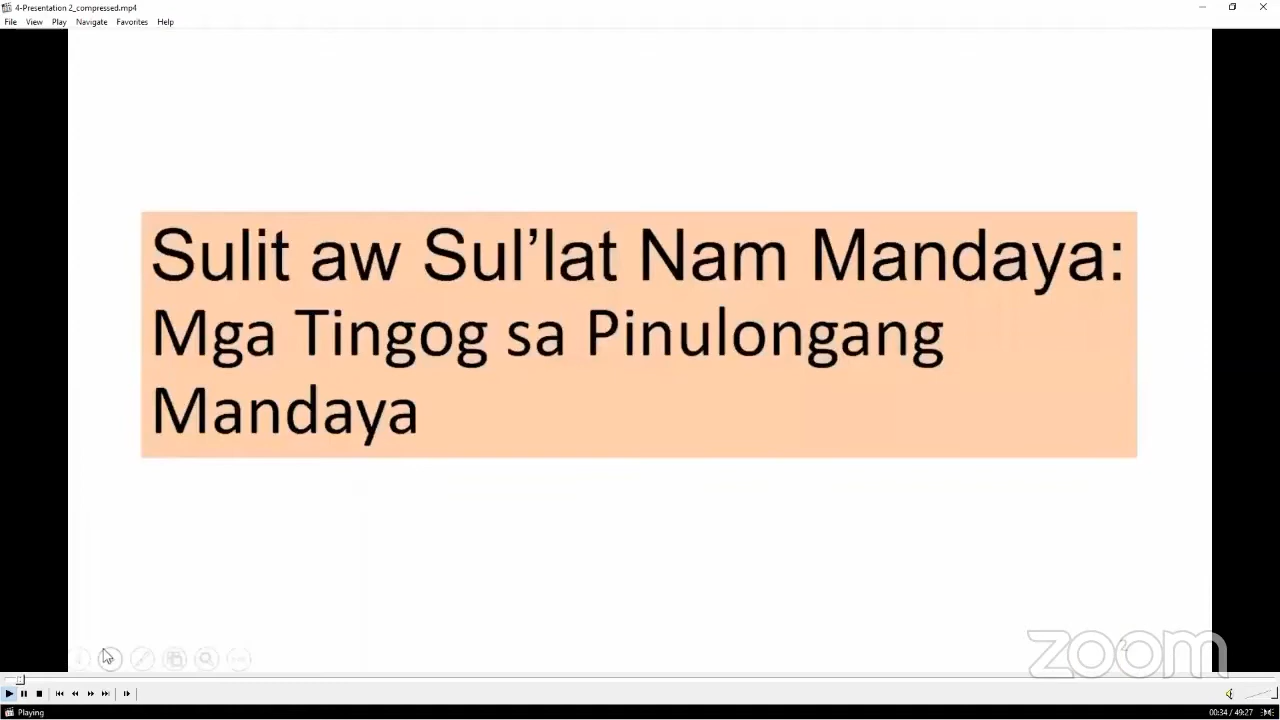 4-Presentation 2_compressed.mp4
File View Play Navigate Favorites Help
Sulit aw Sul’lat Nam Mandaya:
Mga Tingog sa Pinulongang
Mandaya
2
zoom
Playing
00:34 / 49:27